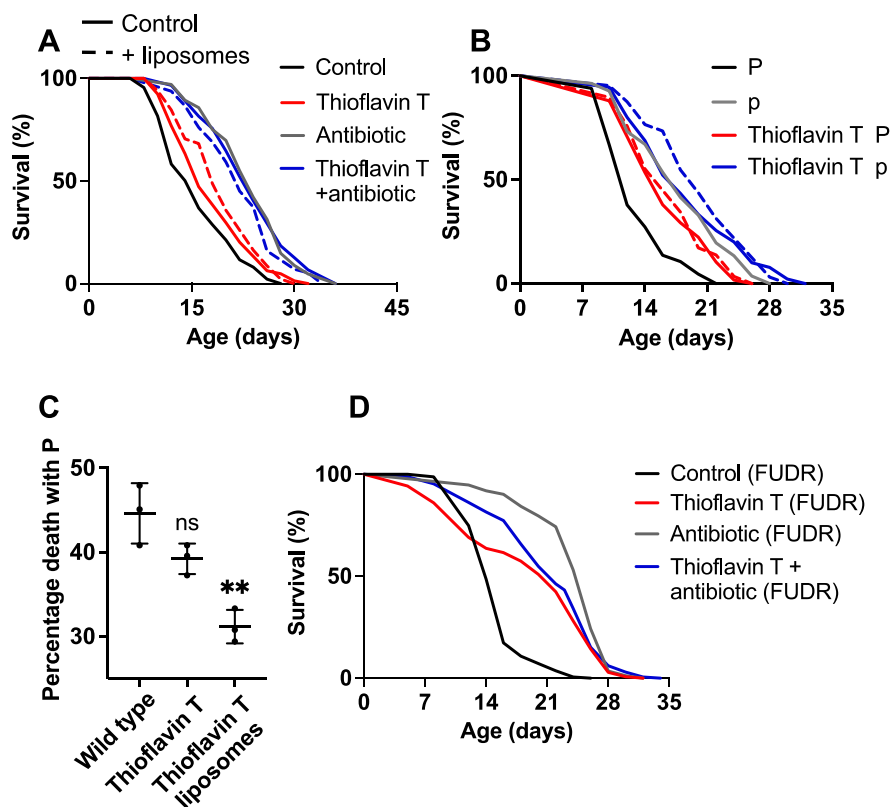 A
Control
+ liposomes
Control
Thioflavin T
Antibiotic
Thioflavin T
+antibiotic
Survival (%)
100
50
0
0 15 30 45
Age (days)
B
P
p
Thioflavin T P
Thioflavin T p
Survival (%)
100
50
0
0 7 14 21 28 35
Age (days)
C
Percentage death with P
50
40
30
ns
**
Wild type
Thioflavin T
Thioflavin T
liposomes
D
Control (FUDR)
Thioflavin T (FUDR)
Antibiotic (FUDR)
Thioflavin T +
antibiotic (FUDR)
Survival (%)
100
50
0
0 7 14 21 28 35
Age (days)